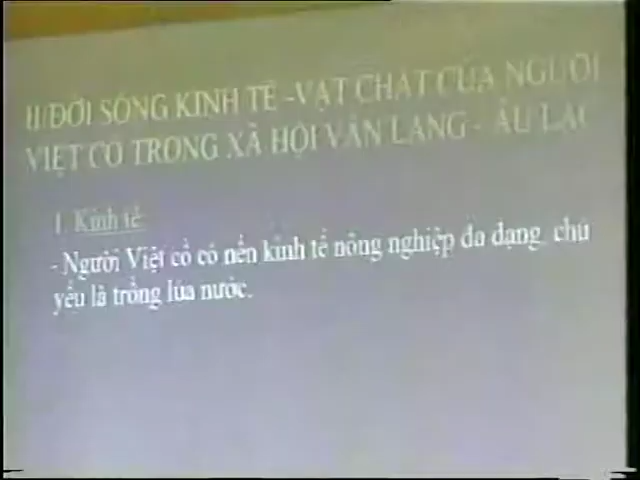 II/ĐỜI SỐNG KINH TẾ -VẬT CHẤT CỦA NGƯỜI
VIỆT CỔ TRONG XÃ HỘI VĂN LANG - ÂU LẠC
1. Kinh tế
- Người Việt cổ có nền kinh tế nông nghiệp đa dạng, chủ
yếu là trồng lúa nước.